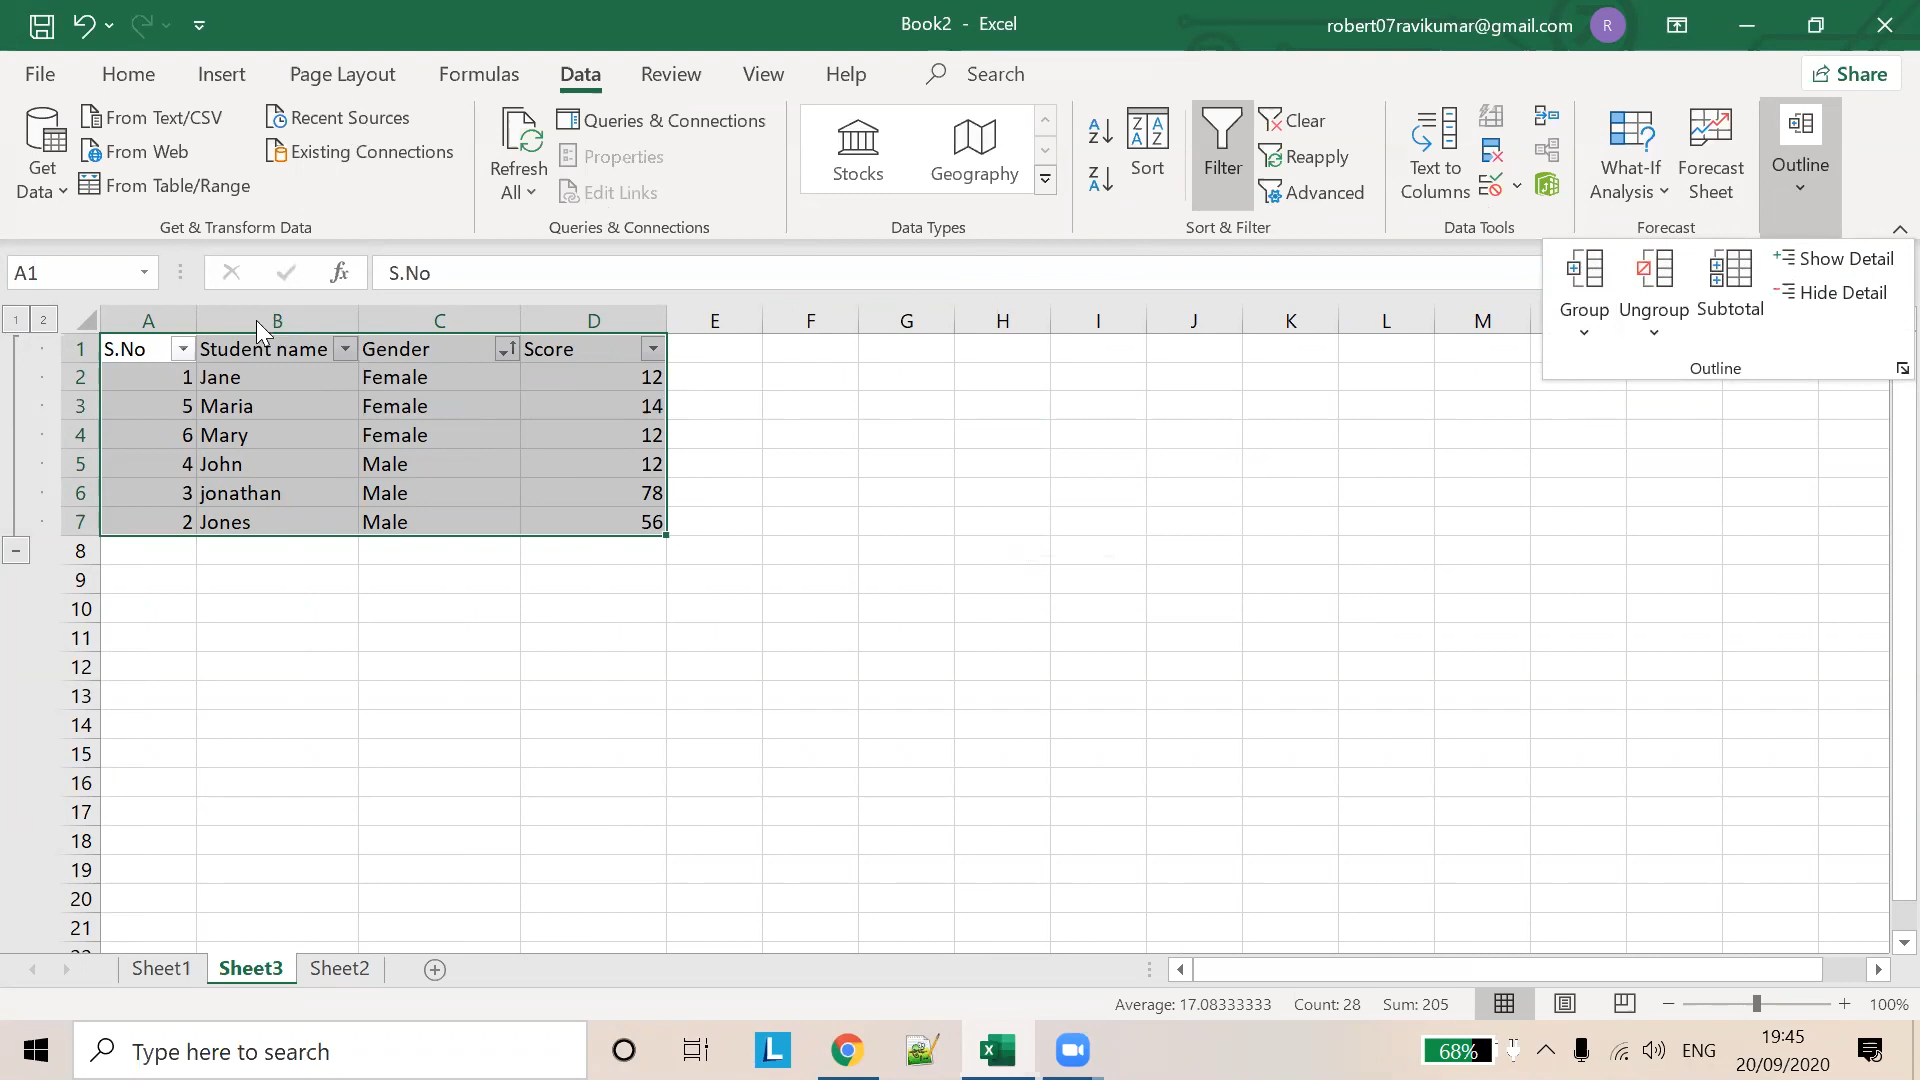 Book2 - Excel
robert07ravikumar@gmail.com
R
File Home Insert Page Layout Formulas Data Review View Help Search
Share
Get Data
From Text/CSV
From Web
From Table/Range
Recent Sources
Existing Connections
Get & Transform Data
Refresh All
Queries & Connections
Properties
Edit Links
Queries & Connections
Stocks
Geography
Data Types
Sort
Filter
Clear
Reapply
Advanced
Sort & Filter
Text to Columns
Data Tools
What-If Analysis
Forecast Sheet
Forecast
Outline
Group
Ungroup
Subtotal
Show Detail
Hide Detail
Outline
A1
fx
S.No
1 2
A B C D E F G H I J K L M
1 S.No Student name Gender Score
2 1 Jane Female 12
3 5 Maria Female 14
4 6 Mary Female 12
5 4 John Male 12
6 3 jonathan Male 78
7 2 Jones Male 56
8
9
10
11
12
13
14
15
16
17
18
19
20
21
Sheet1 Sheet3 Sheet2
Average: 17.08333333 Count: 28 Sum: 205
100%
Type here to search
L
68%
ENG
19:45
20/09/2020